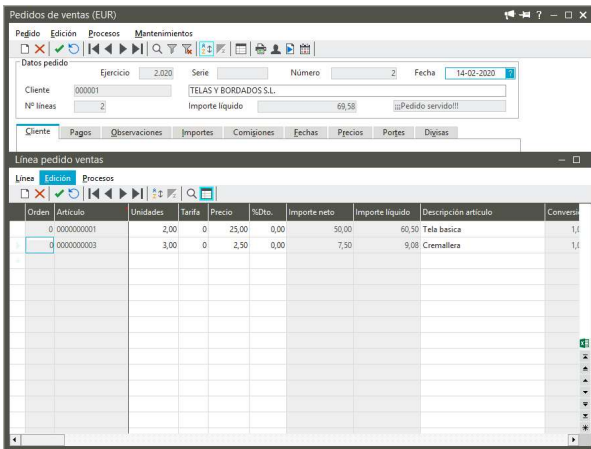 Pedidos de ventas (EUR)
Pedido Edición Procesos Mantenimientos
Datos pedido
Ejercicio 2.020 Serie Número 2 Fecha 14-02-2020
Cliente 000001 TELAS Y BORDADOS S.L.
Nº líneas 2 Importe líquido 69,58 ¡¡¡Pedido servido!!!
Cliente Pagos Observaciones Importes Comisiones Fechas Precios Portes Divisas
Línea pedido ventas
Línea Edición Procesos
Orden Artículo Unidades Tarifa Precio %Dto. Importe neto Importe líquido Descripción artículo Conversi
0 0000000001 2,00 0 25,00 0,00 50,00 60,50 Tela basica 1,0
0 0000000003 3,00 0 2,50 0,00 7,50 9,08 Cremallera 1,0